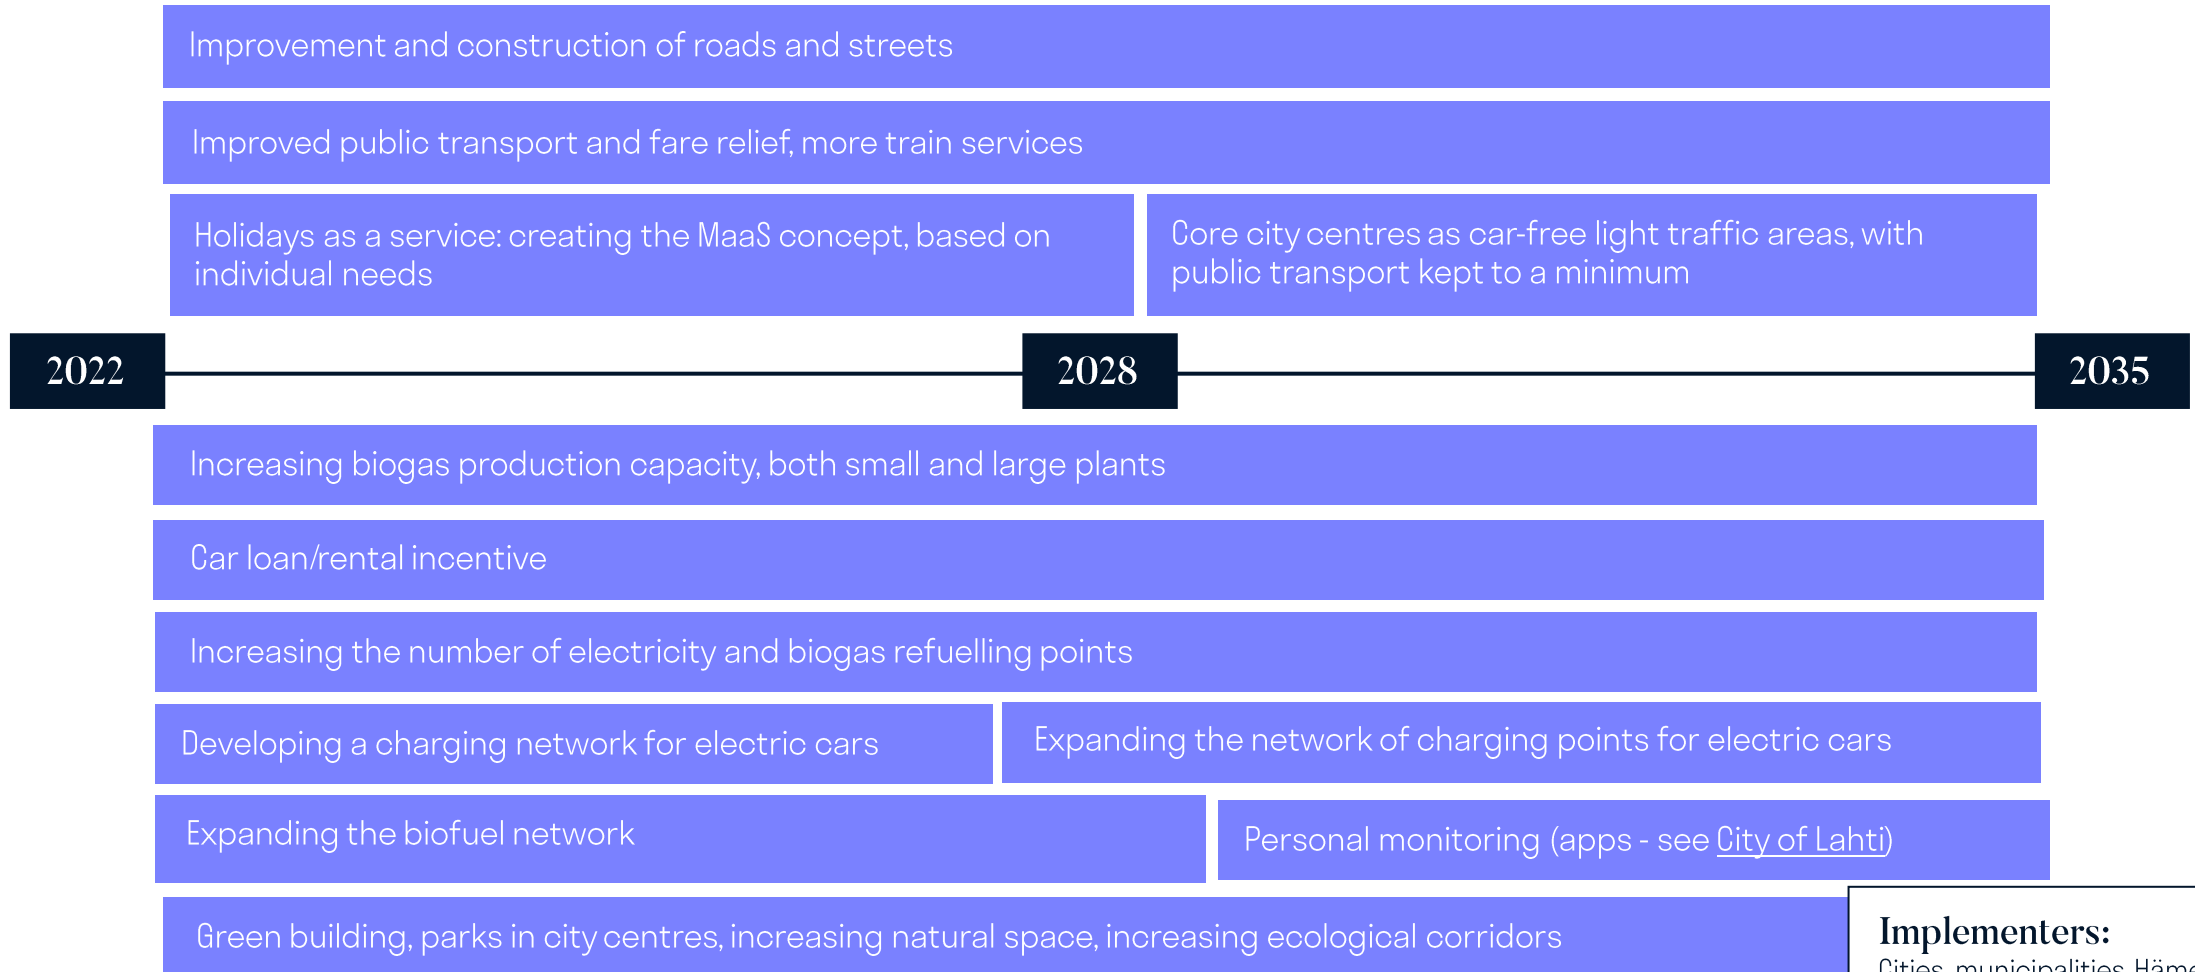 Improvement and construction of roads and streets
Improved public transport and fare relief, more train services
Holidays as a service: creating the MaaS concept, based on
individual needs
Core city centres as car-free light traffic areas, with
public transport kept to a minimum
2022
2028
2035
Increasing biogas production capacity, both small and large plants
Car loan/rental incentive
Increasing the number of electricity and biogas refuelling points
Developing a charging network for electric cars
Expanding the network of charging points for electric cars
Expanding the biofuel network
Personal monitoring (apps - see City of Lahti)
Green building, parks in city centres, increasing natural space, increasing ecological corridors
Implementers:
Cities, municipalities,